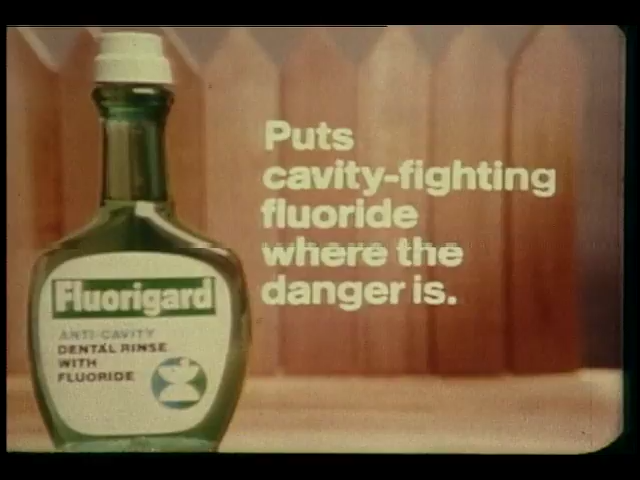 Puts
cavity-fighting
fluoride
where the
danger is.
Fluorigard
ANTI-CAVITY
DENTAL RINSE
WITH
FLUORIDE